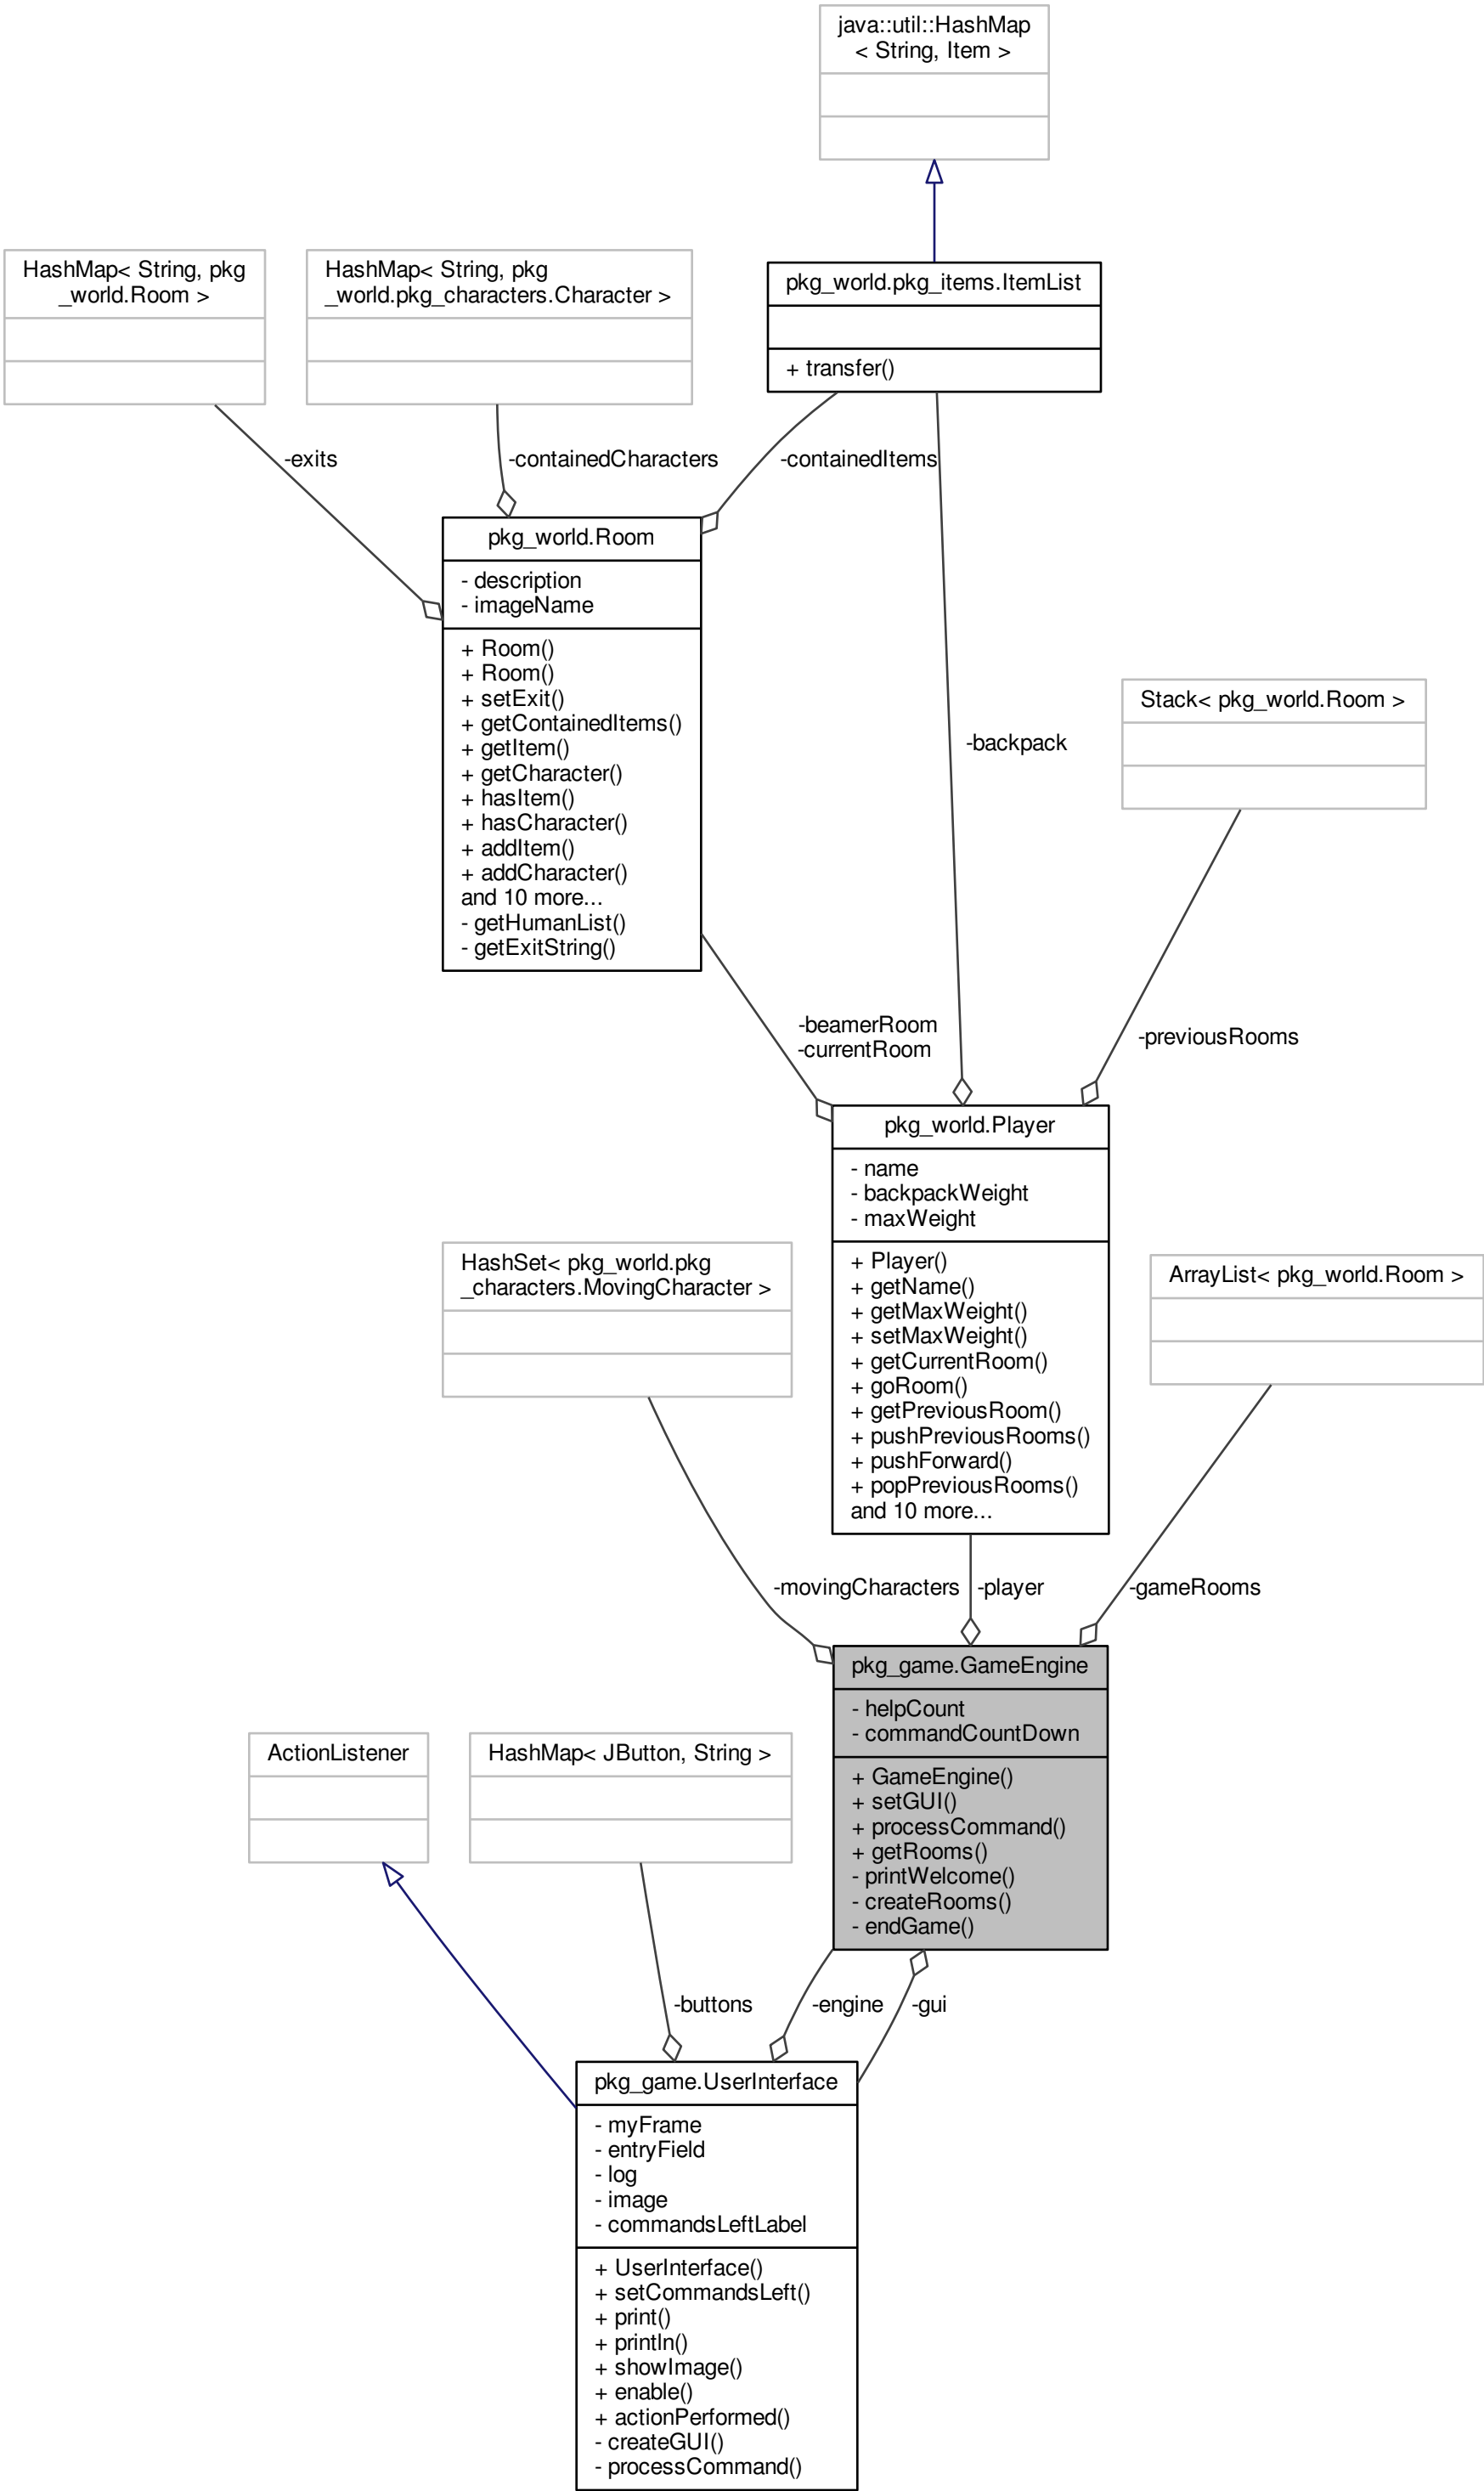 java::util::HashMap
< String, Item >
HashMap< String, pkg
_world.Room >
HashMap< String, pkg
_world.pkg_characters.Character >
pkg_world.pkg_items.ItemList
+ transfer()
-exits
-containedCharacters
-containedItems
pkg_world.Room
- description
- imageName
+ Room()
+ Room()
+ setExit()
+ getContainedItems()
+ getItem()
+ getCharacter()
+ hasItem()
+ hasCharacter()
+ addItem()
+ addCharacter()
and 10 more...
- getHumanList()
- getExitString()
Stack< pkg_world.Room >
-backpack
-beamerRoom
-currentRoom
-previousRooms
pkg_world.Player
- name
- backpackWeight
- maxWeight
+ Player()
+ getName()
+ getMaxWeight()
+ setMaxWeight()
+ getCurrentRoom()
+ goRoom()
+ getPreviousRoom()
+ pushPreviousRooms()
+ pushForward()
+ popPreviousRooms()
and 10 more...
HashSet< pkg_world.pkg
_characters.MovingCharacter >
ArrayList< pkg_world.Room >
-movingCharacters
-player
-gameRooms
pkg_game.GameEngine
- helpCount
- commandCountDown
+ GameEngine()
+ setGUI()
+ processCommand()
+ getRooms()
- printWelcome()
- createRooms()
- endGame()
ActionListener
HashMap< JButton, String >
-buttons
-engine
-gui
pkg_game.UserInterface
- myFrame
- entryField
- log
- image
- commandsLeftLabel
+ UserInterface()
+ setCommandsLeft()
+ print()
+ println()
+ showImage()
+ enable()
+ actionPerformed()
- createGUI()
- processCommand()